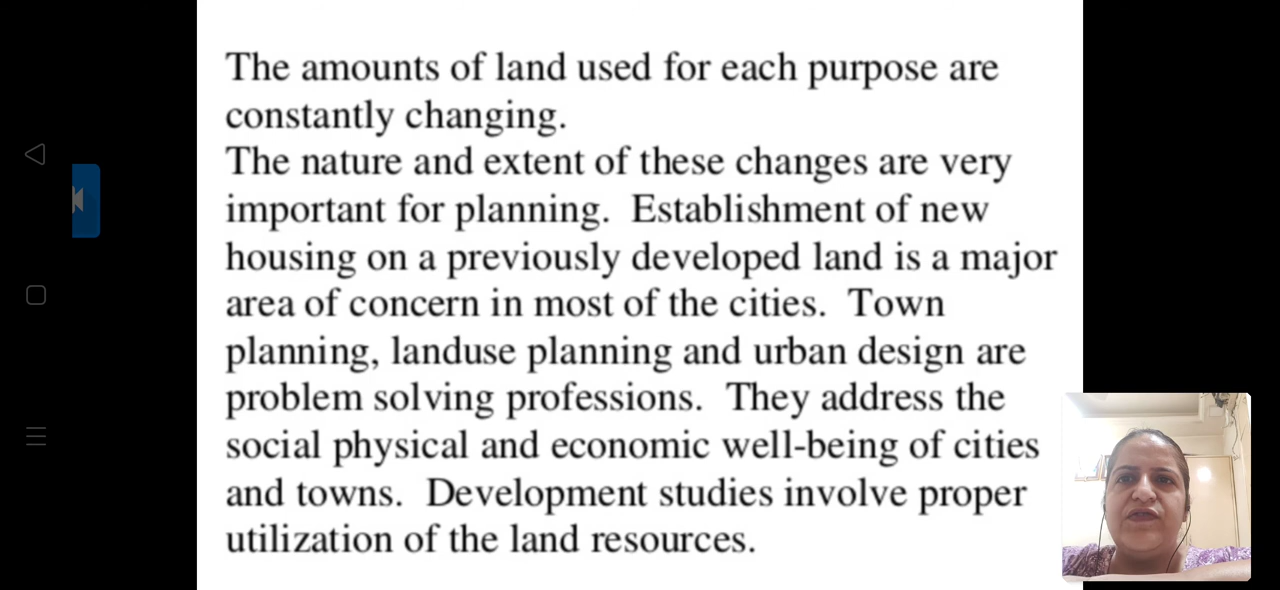 The amounts of land used for each purpose are
constantly changing.
The nature and extent of these changes are very
important for planning.  Establishment of new
housing on a previously developed land is a major
area of concern in most of the cities.  Town
planning, landuse planning and urban design are
problem solving professions.  They address the
social physical and economic well-being of cities
and towns.  Development studies involve proper
utilization of the land resources.